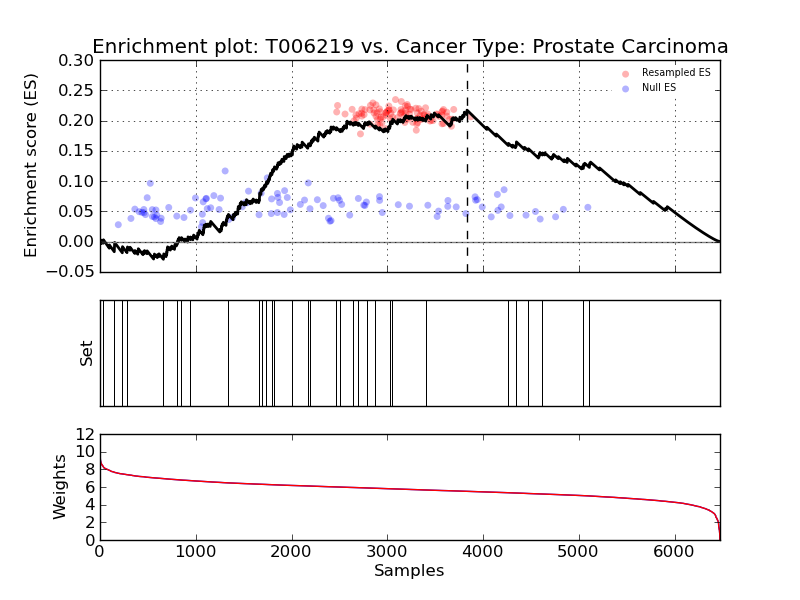 Enrichment plot: T006219 vs. Cancer Type: Prostate Carcinoma
0.30
0.25
0.20
0.15
0.10
0.05
0.00
−0.05
Enrichment score (ES)
Resampled ES
Null ES
Set
12
10
8
6
4
2
0
Weights
0 1000 2000 3000 4000 5000 6000
Samples